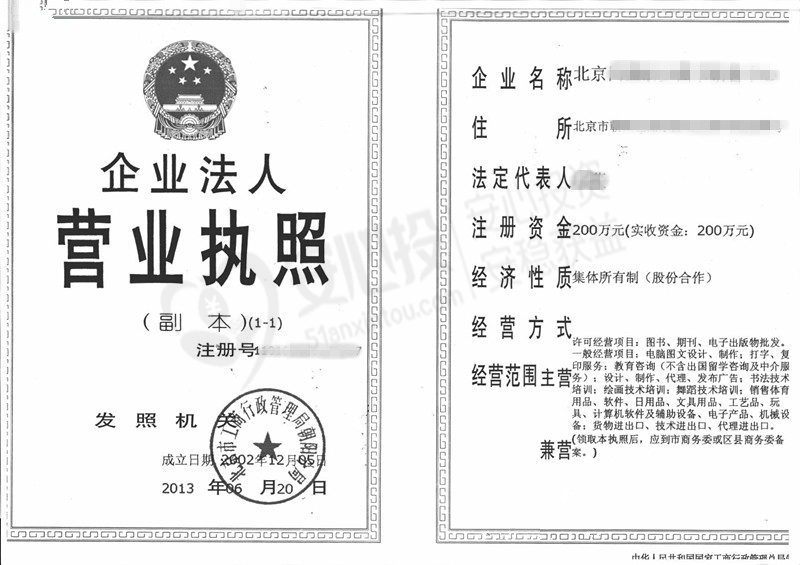 企业法人
营业执照
（副 本）(1-1)
注册号
发照机关
北京市工商行政管理局朝阳分局
成立日期 2002年12月05日
2013 年06 月20 日
企业名称 北京
住 所 北京市
法定代表人
注册资金 200万元(实收资金：200万元)
经济性质 集体所有制（股份合作）
经营方式
经营范围主营
许可经营项目：图书、期刊、电子出版物批发。
一般经营项目：电脑图文设计、制作；打字、复
印服务；教育咨询（不含出国留学咨询及中介服
务）；设计、制作、代理、发布广告；书法技术
培训；绘画技术培训；舞蹈技术培训；销售体育
用品、软件、日用品、文具用品、工艺品、玩
具、计算机软件及辅助设备、电子产品、机械设
备；货物进出口、技术进出口、代理进出口。
兼营
(领取本执照后，应到市商务委或区县商务委备
案。)
中华人民共和国国家工商行政管理总局
安心投
51anxintou.com
安心投资
安稳收益